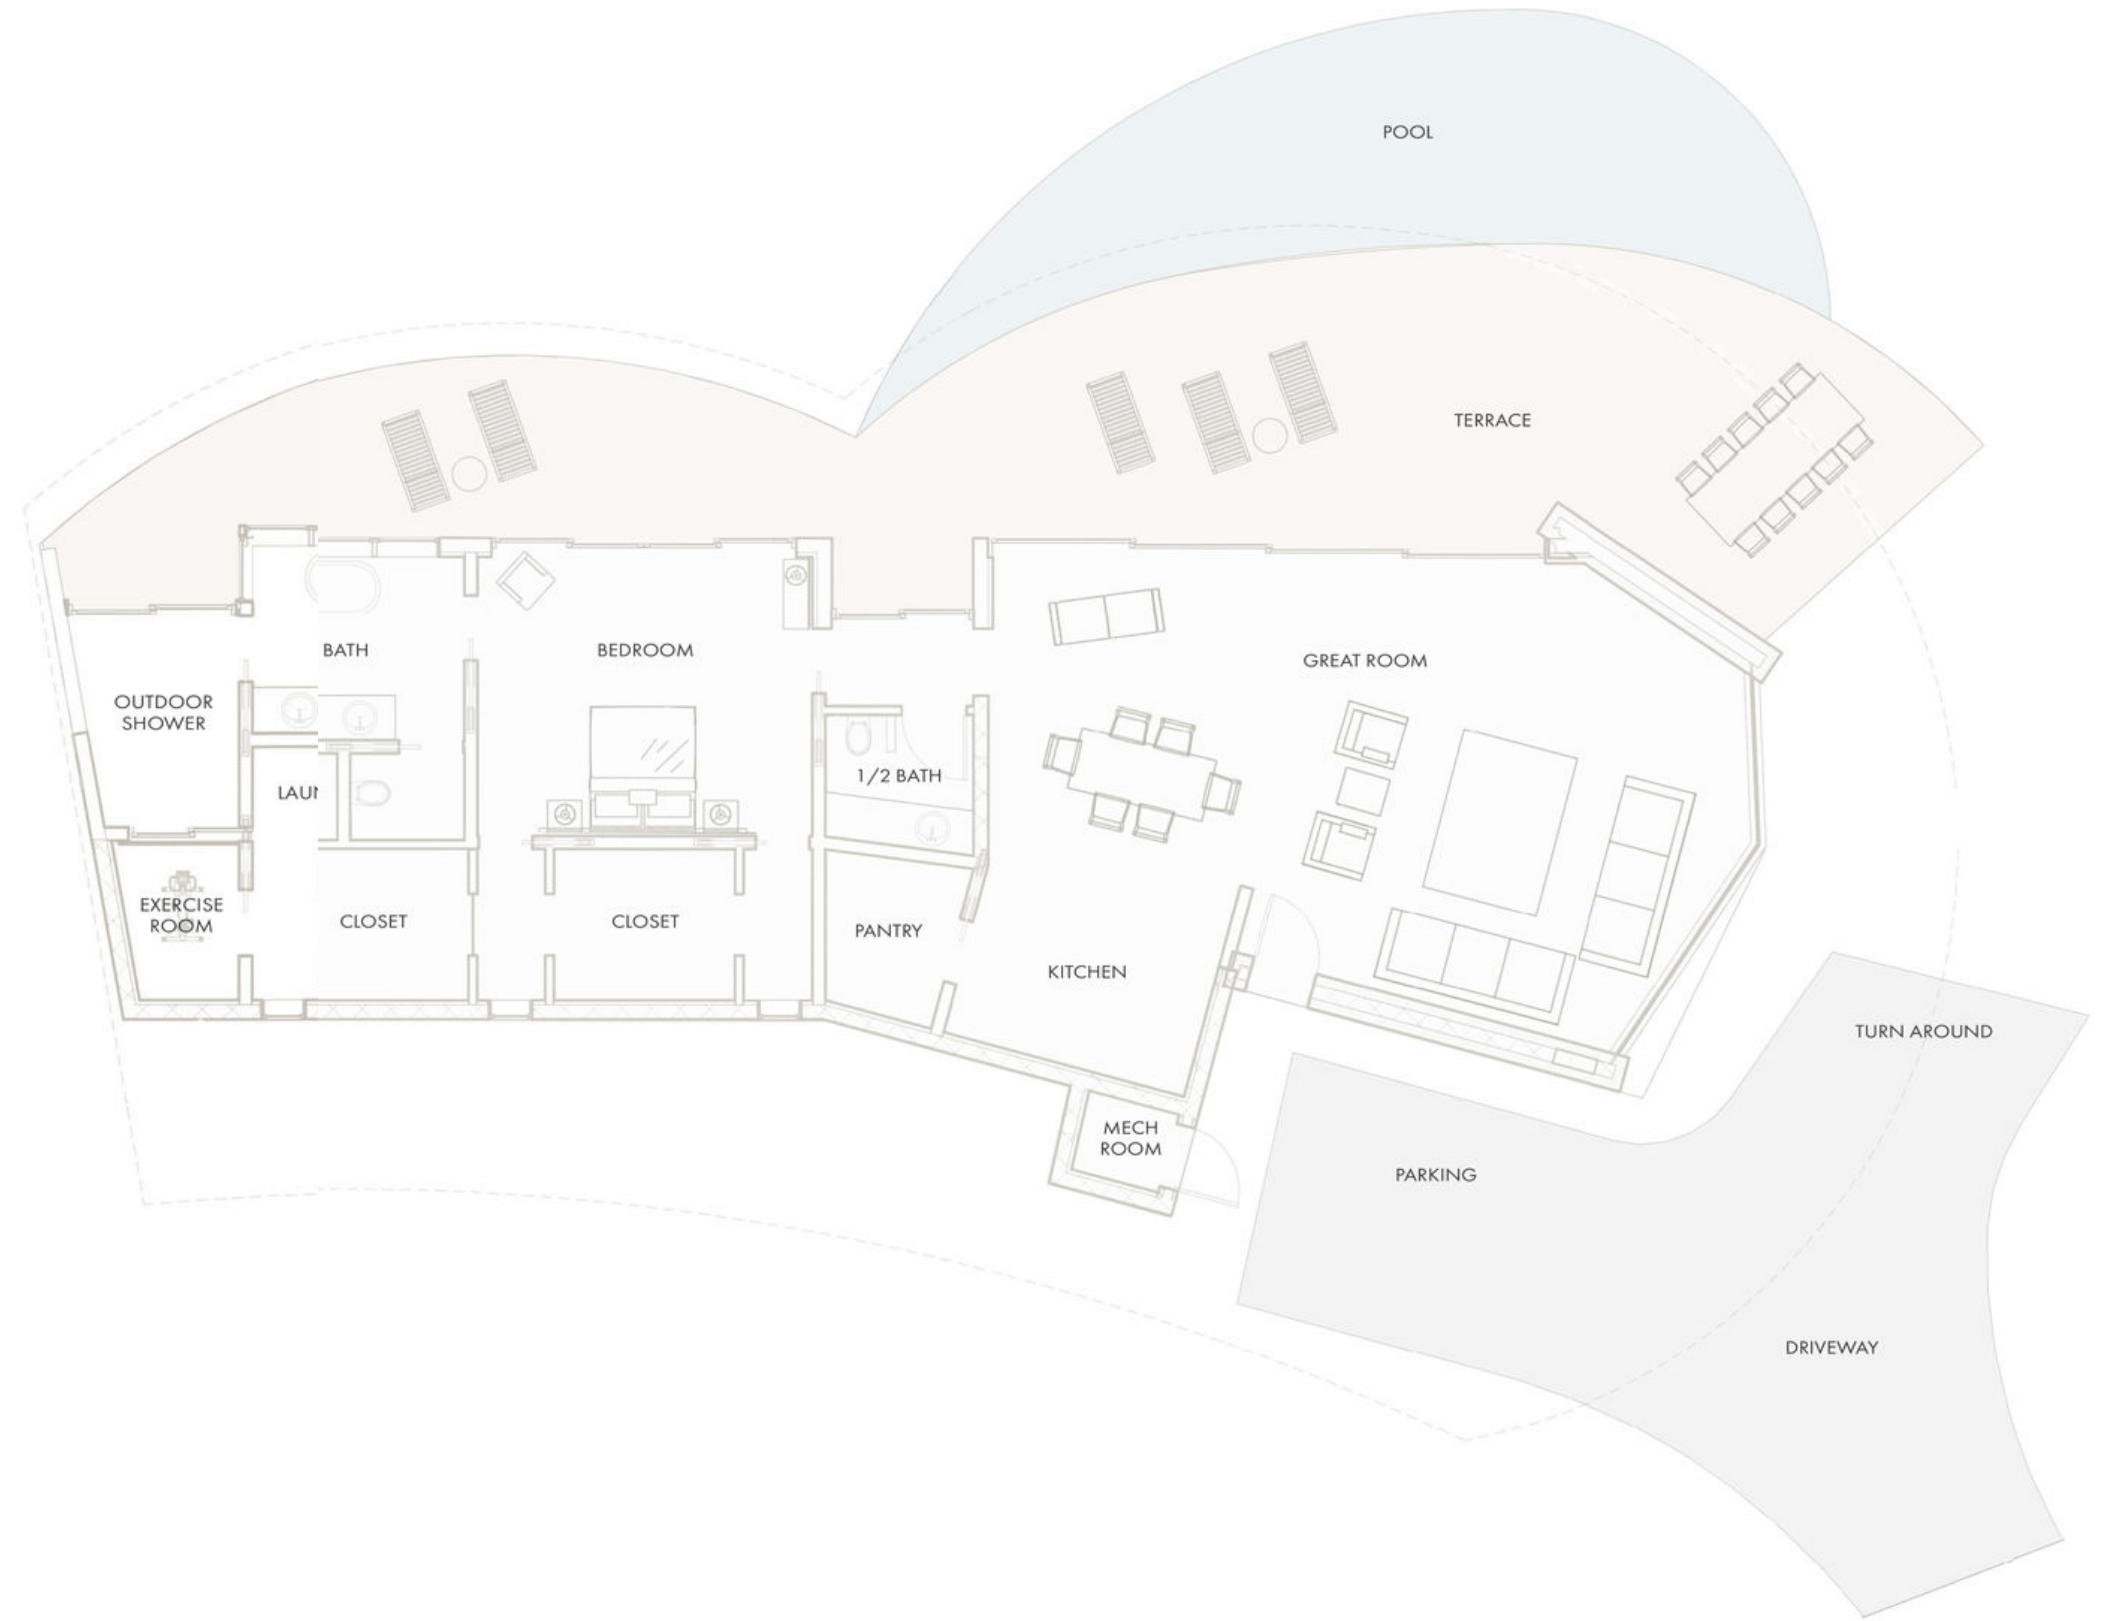 POOL
TERRACE
BATH
BEDROOM
GREAT ROOM
OUTDOOR
SHOWER
1/2 BATH
LAUN
EXERCISE
ROOM
CLOSET
CLOSET
PANTRY
KITCHEN
TURN AROUND
MECH
ROOM
PARKING
DRIVEWAY